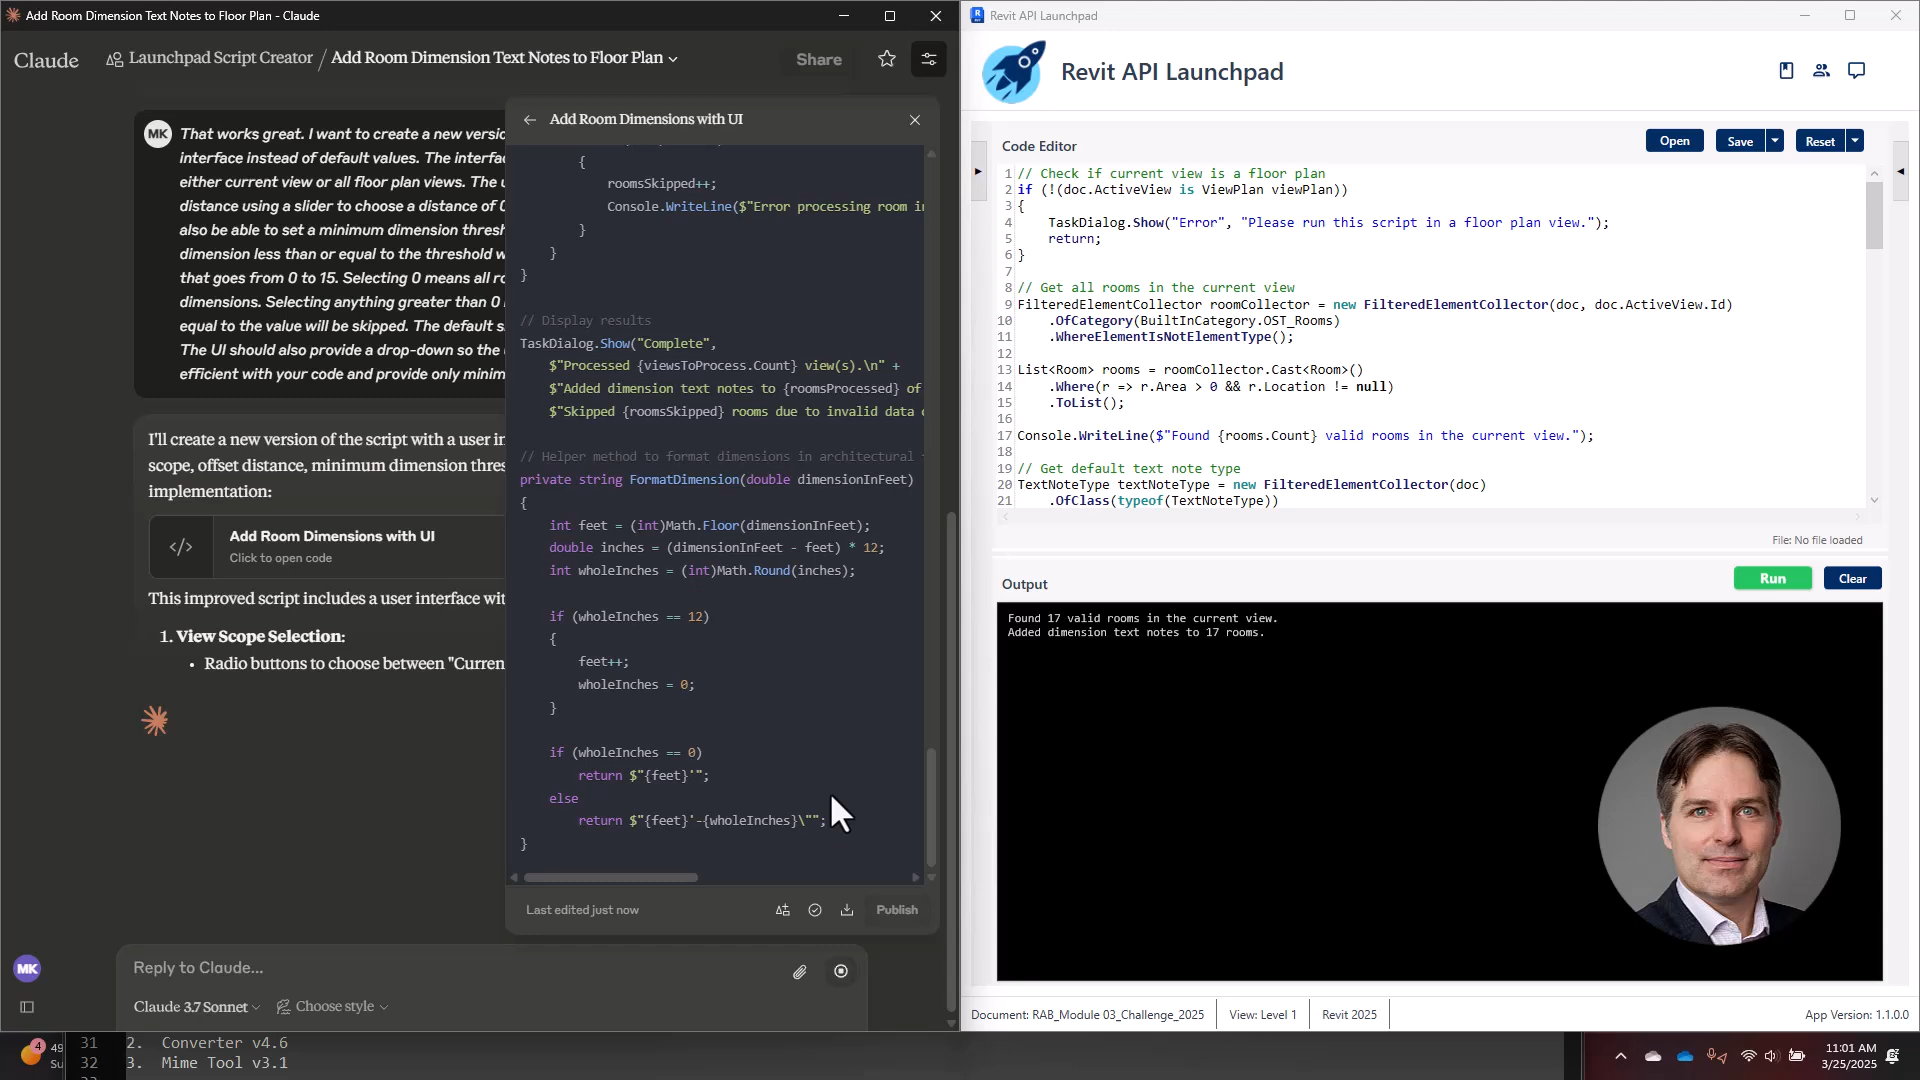 Add Room Dimension Text Notes to Floor Plan - Claude
Claude
Launchpad Script Creator / Add Room Dimension Text Notes to Floor Plan
Share
MK
That works great. I want to create a new versio
interface instead of default values. The interfac
either current view or all floor plan views. The u
distance using a slider to choose a distance of 0
also be able to set a minimum dimension thresh
dimension less than or equal to the threshold w
that goes from 0 to 15. Selecting 0 means all ro
dimensions. Selecting anything greater than 0
equal to the value will be skipped. The default s
The UI should also provide a drop-down so the
efficient with your code and provide only minim
I'll create a new version of the script with a user in
scope, offset distance, minimum dimension thres
implementation:
Add Room Dimensions with UI
Click to open code
This improved script includes a user interface wit
1. View Scope Selection:
• Radio buttons to choose between "Curren
Add Room Dimensions with UI
{
roomsSkipped++;
Console.WriteLine($"Error processing room in
}
}
}
// Display results
TaskDialog.Show("Complete",
$"Processed {viewsToProcess.Count} view(s).\n" +
$"Added dimension text notes to {roomsProcessed} of
$"Skipped {roomsSkipped} rooms due to invalid data
// Helper method to format dimensions in architectural
private string FormatDimension(double dimensionInFeet)
{
int feet = (int)Math.Floor(dimensionInFeet);
double inches = (dimensionInFeet - feet) * 12;
int wholeInches = (int)Math.Round(inches);
if (wholeInches == 12)
{
feet++;
wholeInches = 0;
}
if (wholeInches == 0)
return $"{feet}'";
else
return $"{feet}'-{wholeInches}\"";
}
Last edited just now
Publish
MK
Reply to Claude...
Claude 3.7 Sonnet
Choose style
Revit API Launchpad
Revit API Launchpad
Code Editor
Open
Save
Reset
1 // Check if current view is a floor plan
2 if (!(doc.ActiveView is ViewPlan viewPlan))
3 {
4 TaskDialog.Show("Error", "Please run this script in a floor plan view.");
5 return;
6 }
7
8 // Get all rooms in the current view
9 FilteredElementCollector roomCollector = new FilteredElementCollector(doc, doc.ActiveView.Id)
10 .OfCategory(BuiltInCategory.OST_Rooms)
11 .WhereElementIsNotElementType();
12
13 List<Room> rooms = roomCollector.Cast<Room>()
14 .Where(r => r.Area > 0 && r.Location != null)
15 .ToList();
16
17 Console.WriteLine($"Found {rooms.Count} valid rooms in the current view.");
18
19 // Get default text note type
20 TextNoteType textNoteType = new FilteredElementCollector(doc)
21 .OfClass(typeof(TextNoteType))
File: No file loaded
Output
Run
Clear
Found 17 valid rooms in the current view.
Added dimension text notes to 17 rooms.
Document: RAB_Module 03_Challenge_2025
View: Level 1
Revit 2025
App Version: 1.1.0.0
4
49
Su
31 2. Converter v4.6
32 3. Mime Tool v3.1
11:01 AM
3/25/2025